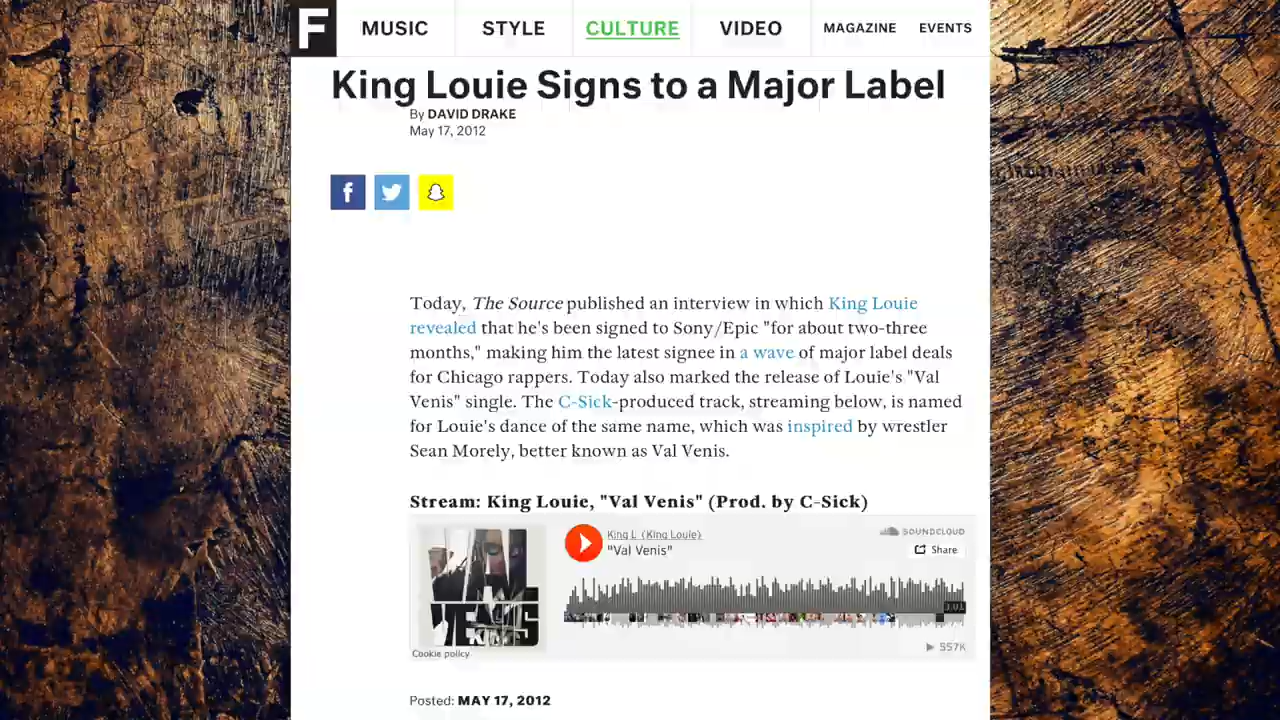 F MUSIC STYLE CULTURE VIDEO MAGAZINE EVENTS
King Louie Signs to a Major Label
By DAVID DRAKE
May 17, 2012
Today, The Source published an interview in which King Louie
revealed that he's been signed to Sony/Epic "for about two-three
months," making him the latest signee in a wave of major label deals
for Chicago rappers. Today also marked the release of Louie's "Val
Venis" single. The C-Sick-produced track, streaming below, is named
for Louie's dance of the same name, which was inspired by wrestler
Sean Morely, better known as Val Venis.
Stream: King Louie, "Val Venis" (Prod. by C-Sick)
King L (King Louie)
"Val Venis"
SOUNDCLOUD
Share
VAL
VENIS
3:01
Cookie policy
557K
Posted: MAY 17, 2012